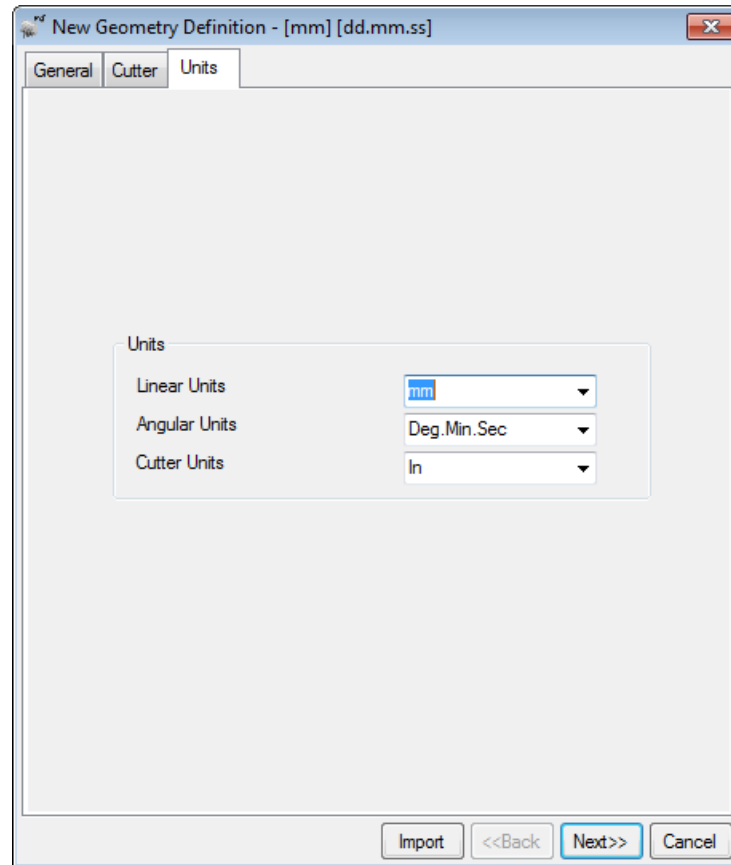 New Geometry Definition - [mm] [dd.mm.ss]
General Cutter Units
Units
Linear Units mm
Angular Units Deg.Min.Sec
Cutter Units In
Import <<Back Next>> Cancel